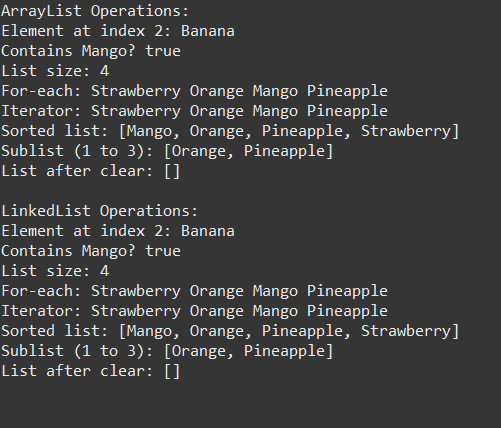 ArrayList Operations:
Element at index 2: Banana
Contains Mango? true
List size: 4
For-each: Strawberry Orange Mango Pineapple
Iterator: Strawberry Orange Mango Pineapple
Sorted list: [Mango, Orange, Pineapple, Strawberry]
Sublist (1 to 3): [Orange, Pineapple]
List after clear: []

LinkedList Operations:
Element at index 2: Banana
Contains Mango? true
List size: 4
For-each: Strawberry Orange Mango Pineapple
Iterator: Strawberry Orange Mango Pineapple
Sorted list: [Mango, Orange, Pineapple, Strawberry]
Sublist (1 to 3): [Orange, Pineapple]
List after clear: []